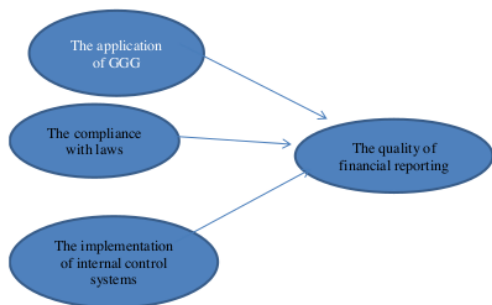 The application
of GGG
The compliance
with laws
The quality of
financial reporting
The implementation
of internal control
systems